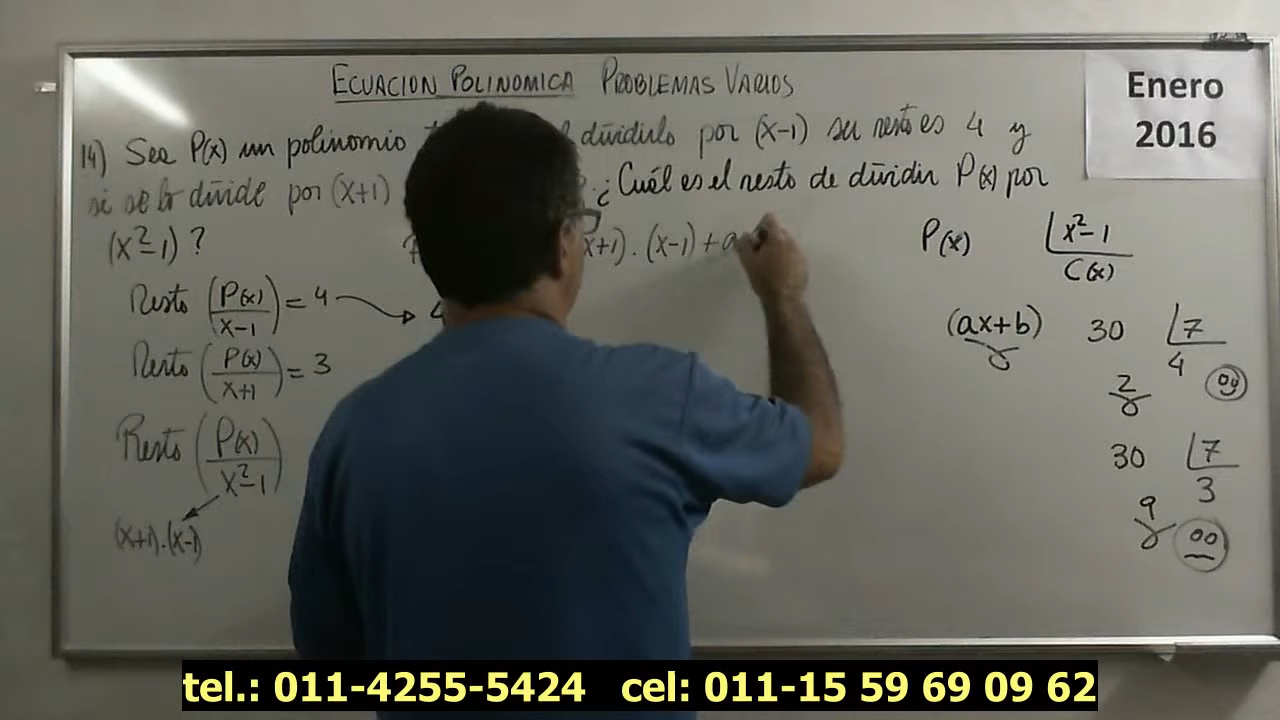 ECUACION POLINOMICA PROBLEMAS VARIOS
Enero
2016
14) Sea P(x) un polinomio dividirlo por (x-1) su resto es 4 y
si se lo divide por (x+1) ¿Cuál es el resto de dividir P(x) por
(x²-1)?
x+1).(x-1)+a
P(x) x²-1
C(x)
Resto (P(x)/x-1) = 4
Resto (P(x)/x+1) = 3
Resto (P(x)/x²-1)
(x+1).(x-1)
(ax+b)
30 7
4
2
30 7
3
9
tel.: 011-4255-5424 cel: 011-15 59 69 09 62